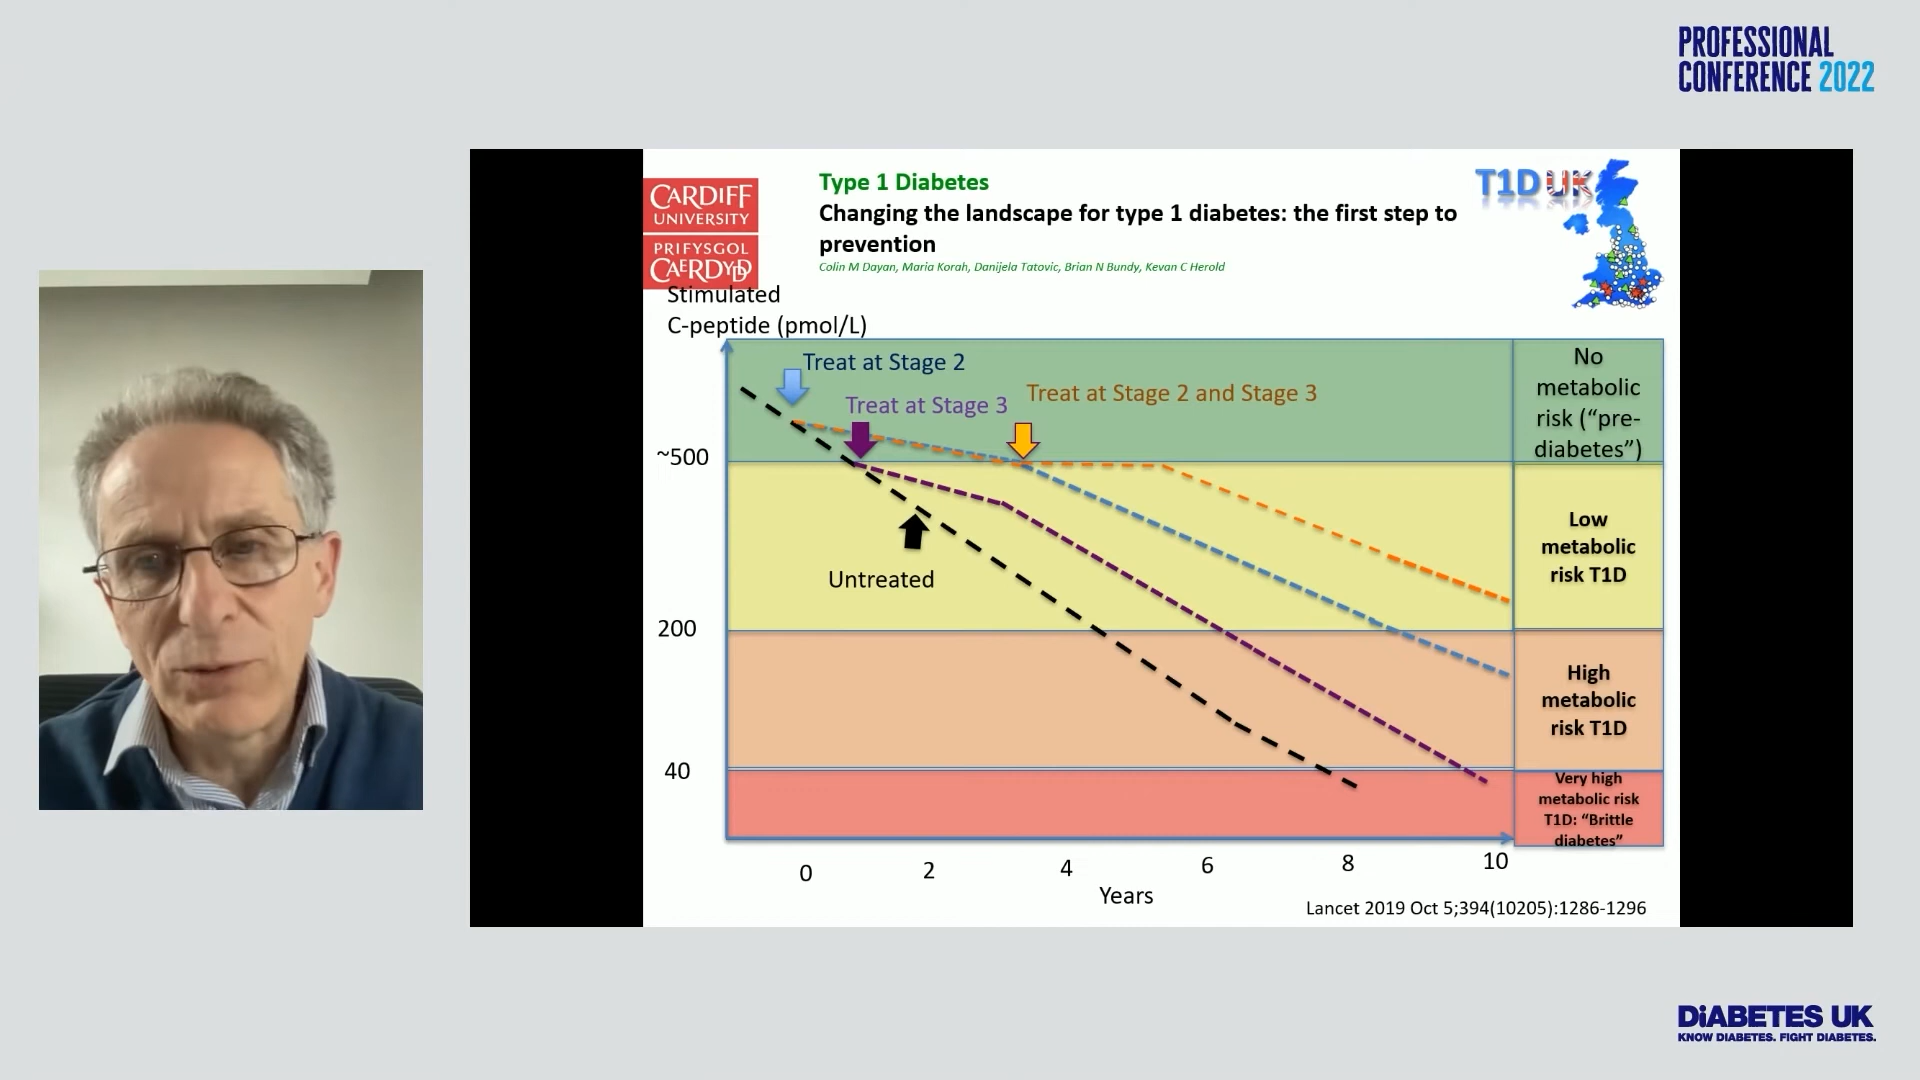 PROFESSIONAL
CONFERENCE 2022
CARDIFF
UNIVERSITY
PRIFYSGOL
CAERDYDD
Type 1 Diabetes
Changing the landscape for type 1 diabetes: the first step to
prevention
Colin M Dayan, Maria Korah, Danijela Tatovic, Brian N Bundy, Kevan C Herold
T1D UK
Stimulated
C-peptide (pmol/L)
Treat at Stage 2
Treat at Stage 3
Treat at Stage 2 and Stage 3
Untreated
~500
200
40
No
metabolic
risk (“pre-
diabetes”)
Low
metabolic
risk T1D
High
metabolic
risk T1D
Very high
metabolic risk
T1D: “Brittle
diabetes”
0
2
4
6
8
10
Years
Lancet 2019 Oct 5;394(10205):1286-1296
DiABETES UK
KNOW DIABETES. FIGHT DIABETES.